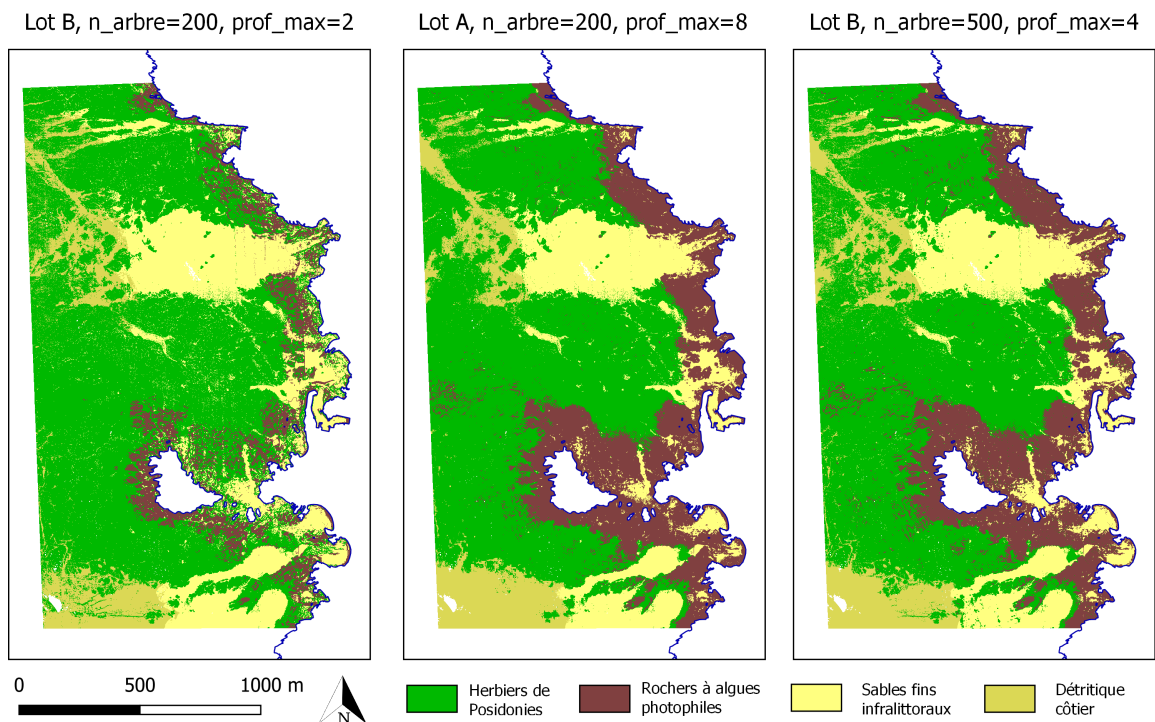 Lot B, n_arbre=200, prof_max=2
Lot A, n_arbre=200, prof_max=8
Lot B, n_arbre=500, prof_max=4
0 500 1000 m
N
Herbiers de
Posidonies
Rochers à algues
photophiles
Sables fins
infralittoraux
Détritique
côtier